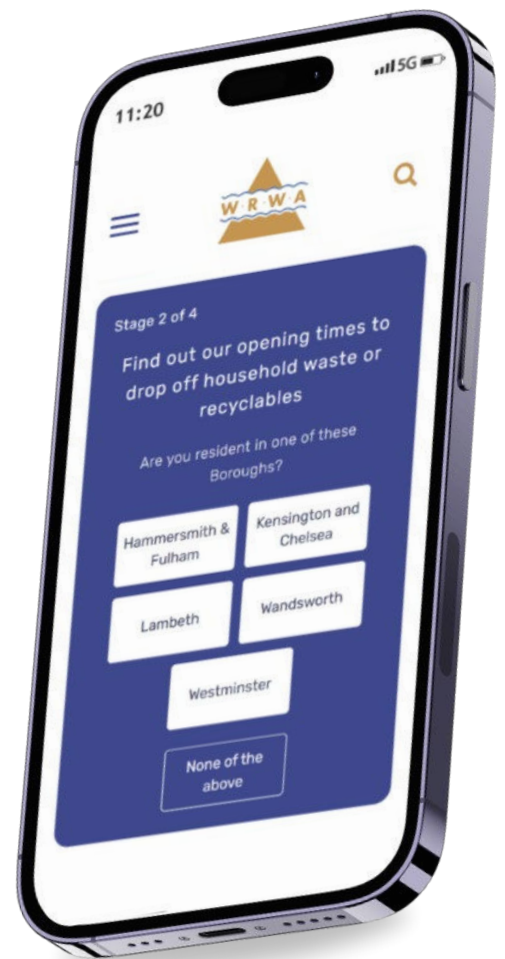 11:20
5G
W·R·W·A
Stage 2 of 4
Find out our opening times to
drop off household waste or
recyclables
Are you resident in one of these
Boroughs?
Hammersmith &
Fulham
Kensington and
Chelsea
Lambeth
Wandsworth
Westminster
None of the
above